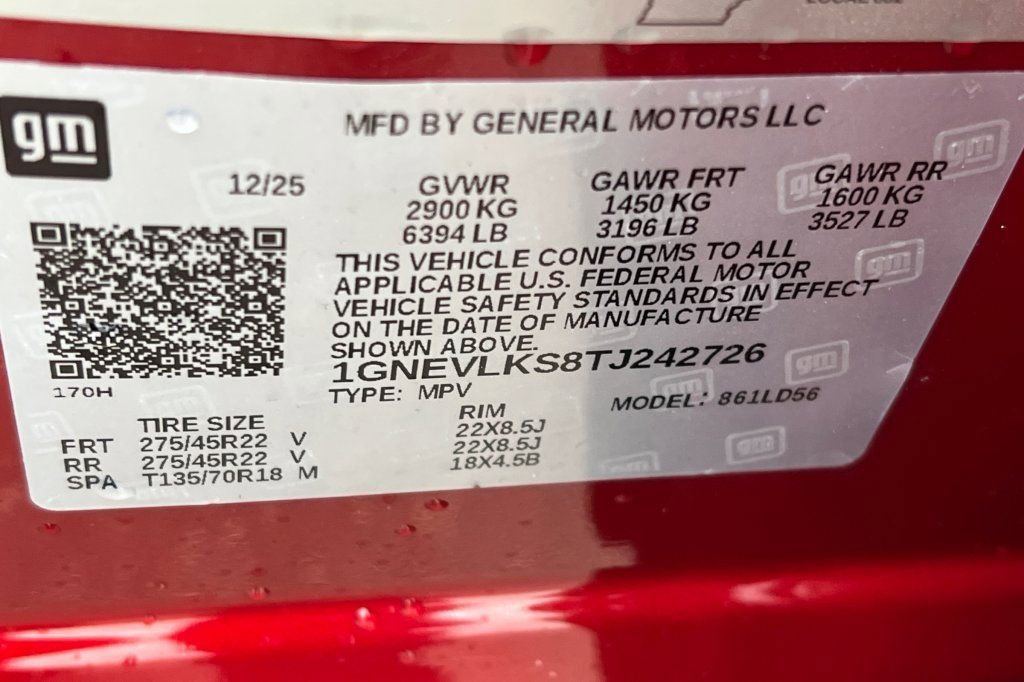 gm
MFD BY GENERAL MOTORS LLC
12/25
GVWR GAWR FRT GAWR RR
2900 KG 1450 KG 1600 KG
6394 LB 3196 LB 3527 LB
THIS VEHICLE CONFORMS TO ALL
APPLICABLE U.S. FEDERAL MOTOR
VEHICLE SAFETY STANDARDS IN EFFECT
ON THE DATE OF MANUFACTURE
SHOWN ABOVE.
1GNEVLKS8TJ242726
170H
TYPE: MPV MODEL: 861LD56
TIRE SIZE RIM
FRT 275/45R22 V 22X8.5J
RR 275/45R22 V 22X8.5J
SPA T135/70R18 M 18X4.5B